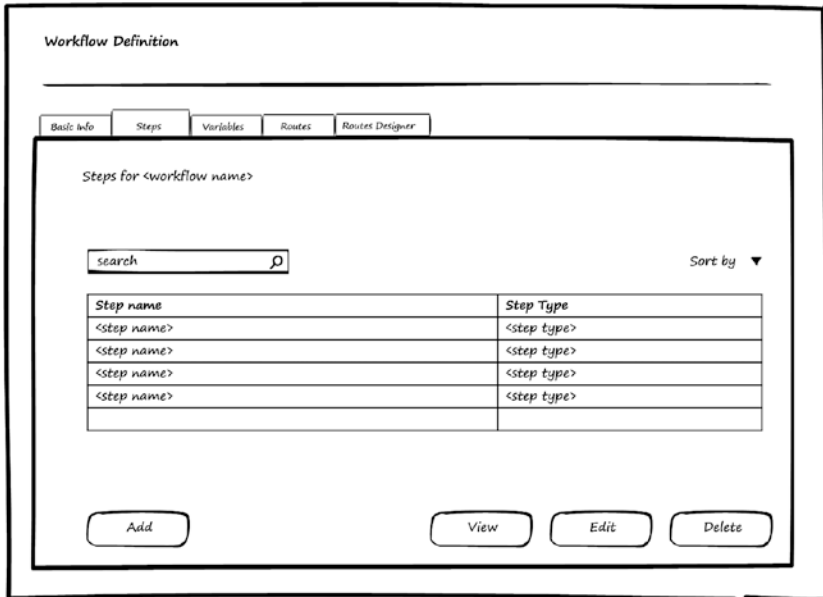 Workflow Definition
Basic Info Steps Variables Routes Routes Designer
Steps for <workflow name>
search Sort by
Step name Step Type
<step name> <step type>
<step name> <step type>
<step name> <step type>
<step name> <step type>
Add View Edit Delete